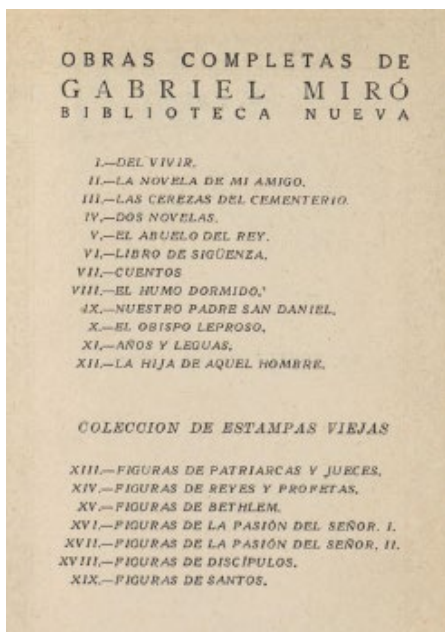 OBRAS COMPLETAS DE
GABRIEL MIRÓ
BIBLIOTECA NUEVA
I.—DEL VIVIR.
II.—LA NOVELA DE MI AMIGO.
III.—LAS CEREZAS DEL CEMENTERIO.
IV.—DOS NOVELAS.
V.—EL ABUELO DEL REY.
VI.—LIBRO DE SIGÜENZA.
VII.—CUENTOS
VIII.—EL HUMO DORMIDO.
IX.—NUESTRO PADRE SAN DANIEL.
X.—EL OBISPO LEPROSO.
XI.—AÑOS Y LEGUAS.
XII.—LA HIJA DE AQUEL HOMBRE.
COLECCION DE ESTAMPAS VIEJAS
XIII.—FIGURAS DE PATRIARCAS Y JUECES.
XIV.—FIGURAS DE REYES Y PROFETAS.
XV.—FIGURAS DE BETHLEM.
XVI.—FIGURAS DE LA PASIÓN DEL SEÑOR. I.
XVII.—FIGURAS DE LA PASIÓN DEL SEÑOR. II.
XVIII.—FIGURAS DE DISCÍPULOS.
XIX.—FIGURAS DE SANTOS.